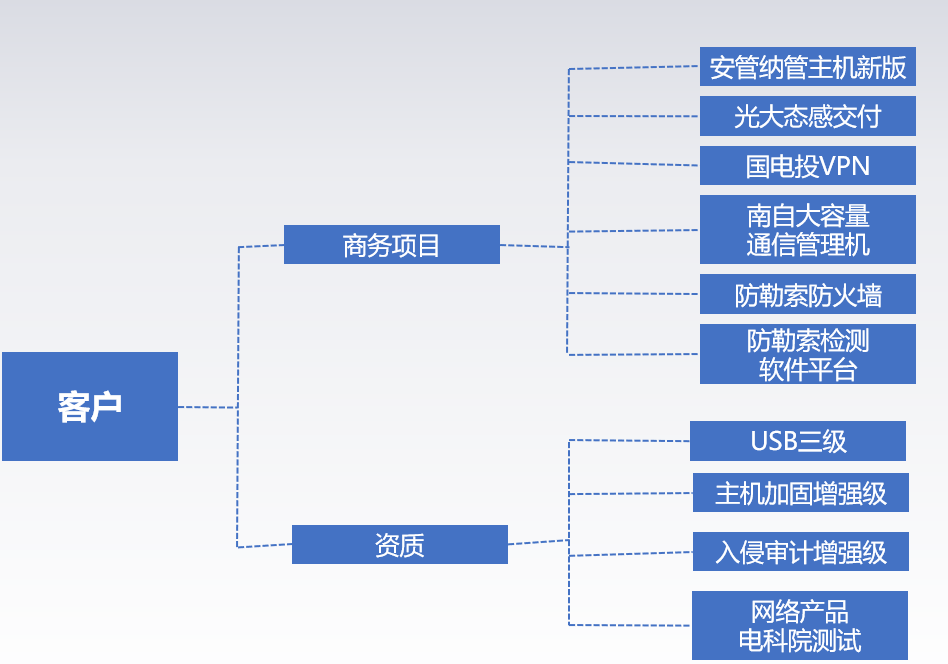 客户
商务项目
安管纳管主机新版
光大态感交付
国电投VPN
南自大容量
通信管理机
防勒索防火墙
防勒索检测
软件平台
资质
USB三级
主机加固增强级
入侵审计增强级
网络产品
电科院测试